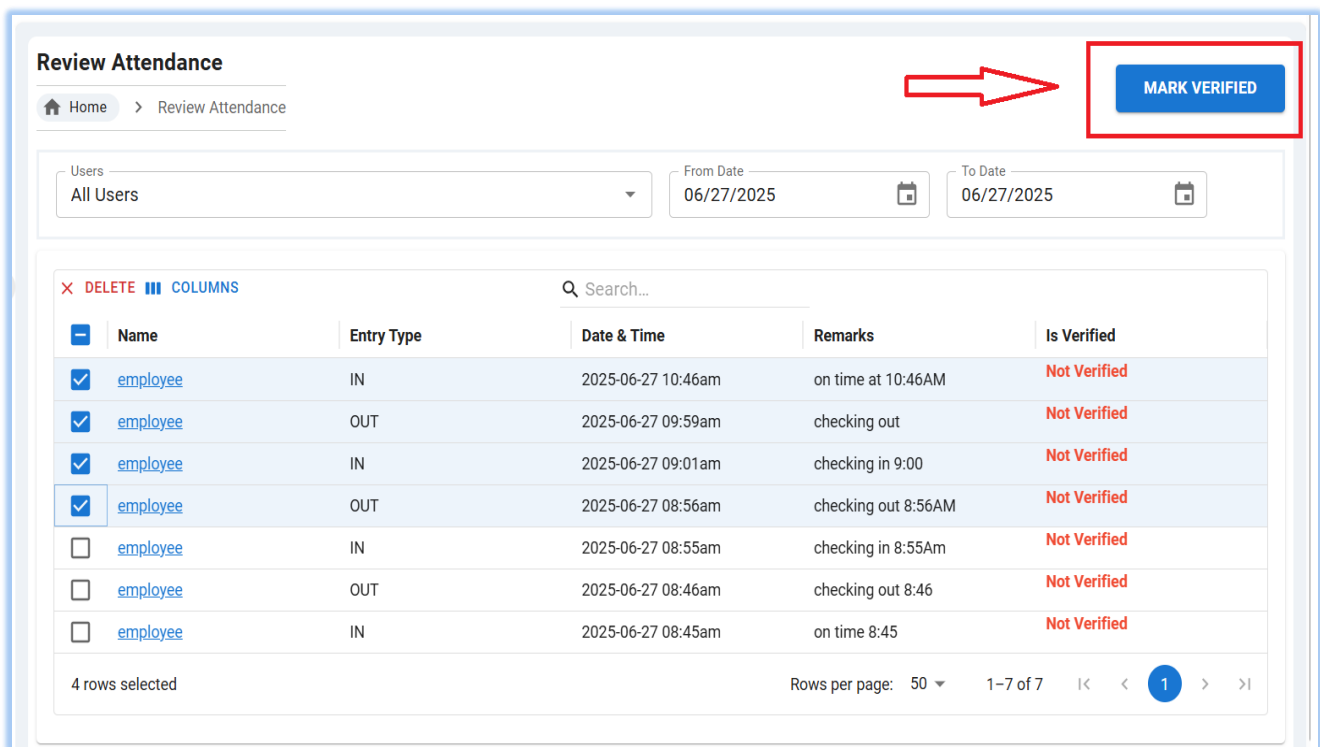 Review Attendance
MARK VERIFIED
Home > Review Attendance
Users
From Date
To Date
All Users
06/27/2025
06/27/2025
DELETE COLUMNS Search...
Name Entry Type Date & Time Remarks Is Verified
employee IN 2025-06-27 10:46am on time at 10:46AM Not Verified
employee OUT 2025-06-27 09:59am checking out Not Verified
employee IN 2025-06-27 09:01am checking in 9:00 Not Verified
employee OUT 2025-06-27 08:56am checking out 8:56AM Not Verified
employee IN 2025-06-27 08:55am checking in 8:55Am Not Verified
employee OUT 2025-06-27 08:46am checking out 8:46 Not Verified
employee IN 2025-06-27 08:45am on time 8:45 Not Verified
4 rows selected Rows per page: 50 1–7 of 7 1